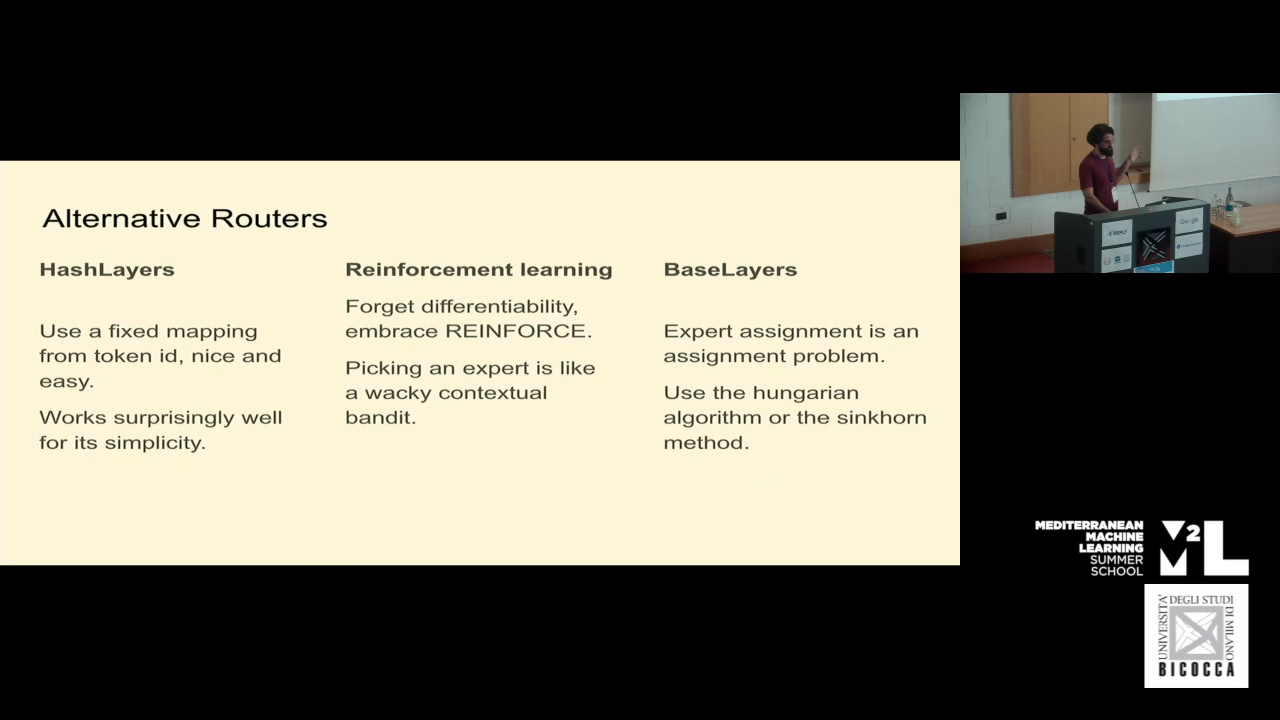 Alternative Routers
HashLayers
Use a fixed mapping
from token id, nice and
easy.
Works surprisingly well
for its simplicity.
Reinforcement learning
Forget differentiability,
embrace REINFORCE.
Picking an expert is like
a wacky contextual
bandit.
BaseLayers
Expert assignment is an
assignment problem.
Use the hungarian
algorithm or the sinkhorn
method.
Google
MEDITERRANEAN
MACHINE
LEARNING
SUMMER
SCHOOL
M2L
UNIVERSITA'
DEGLI STUDI
DI MILANO
BICOCCA